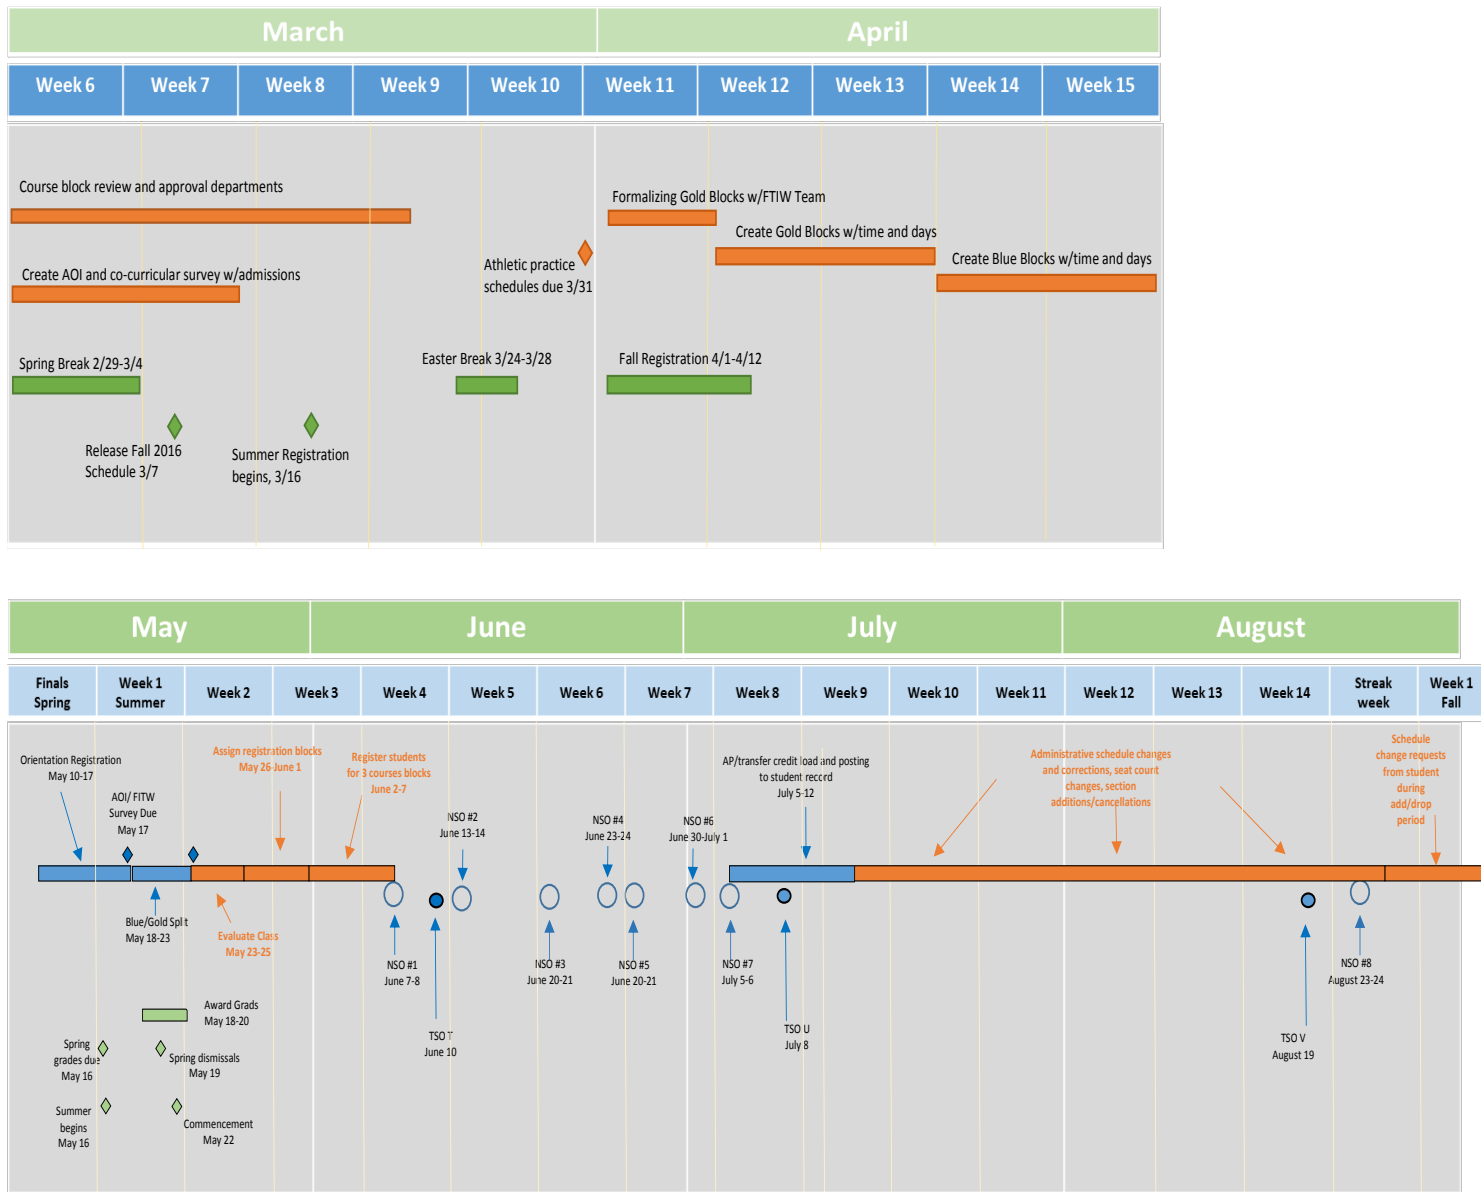 March
April
Week 6
Week 7
Week 8
Week 9
Week 10
Week 11
Week 12
Week 13
Week 14
Week 15
Course block review and approval departments
Formalizing Gold Blocks w/FTIW Team
Create Gold Blocks w/time and days
Create Blue Blocks w/time and days
Athletic practice
schedules due 3/31
Create AOI and co-curricular survey w/admissions
Spring Break 2/29-3/4
Easter Break 3/24-3/28
Fall Registration 4/1-4/12
Release Fall 2016
Schedule 3/7
Summer Registration
begins, 3/16
May
June
July
August
Finals
Spring
Week 1
Summer
Week 2
Week 3
Week 4
Week 5
Week 6
Week 7
Week 8
Week 9
Week 10
Week 11
Week 12
Week 13
Week 14
Streak
week
Week 1
Fall
Orientation Registration
May 10-17
AOI/ FITW
Survey Due
May 17
Assign registration blocks
May 26-June 1
Register students
for 3 courses blocks
June 2-7
NSO #2
June 13-14
NSO #4
June 23-24
NSO #6
June 30-July 1
AP/transfer credit load and posting
to student record
July 5-12
Administrative schedule changes
and corrections, seat count
changes, section
additions/cancellations
Schedule
change requests
from student
during
add/drop
period
Blue/Gold Split
May 18-23
Evaluate Class
May 23-25
NSO #1
June 7-8
NSO #3
June 20-21
NSO #5
June 20-21
NSO #7
July 5-6
NSO #8
August 23-24
TSO T
June 10
TSO U
July 8
TSO V
August 19
Award Grads
May 18-20
Spring
grades due
May 16
Spring dismissals
May 19
Summer
begins
May 16
Commencement
May 22